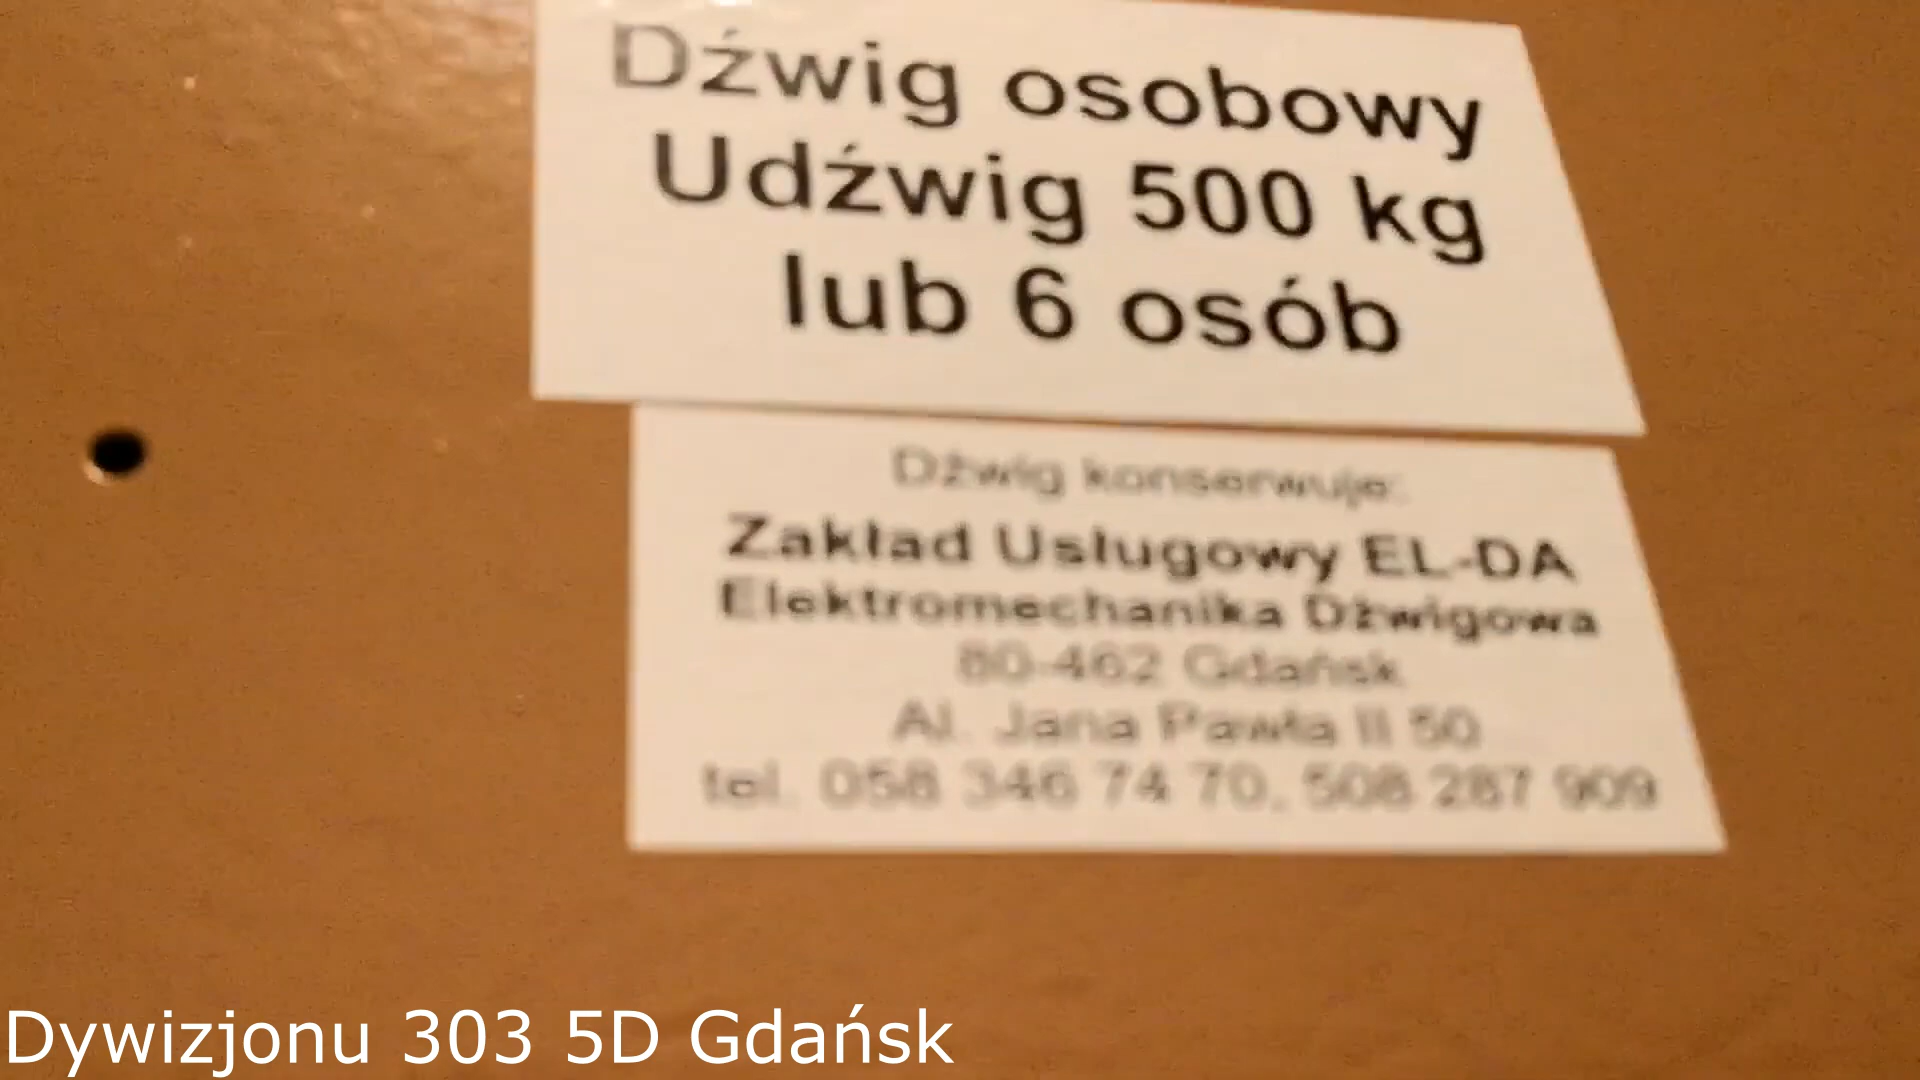 Dźwig osobowy
Udźwig 500 kg
lub 6 osób
Dźwig konserwuje:
Zakład Usługowy EL-DA
Elektromechanika Dźwigowa
80-462 Gdańsk
Al. Jana Pawła II 50
tel. 058 346 74 70, 508 287 909
Dywizjonu 303 5D Gdańsk